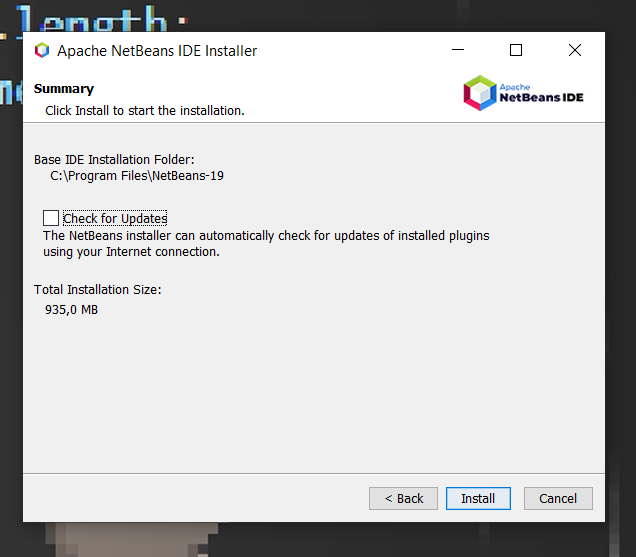 .length;
Apache NetBeans IDE Installer
Summary
Click Install to start the installation.
Apache
NetBeans IDE
Base IDE Installation Folder:
C:\Program Files\NetBeans-19
Check for Updates
The NetBeans installer can automatically check for updates of installed plugins
using your Internet connection.
Total Installation Size:
935,0 MB
< Back
Install
Cancel